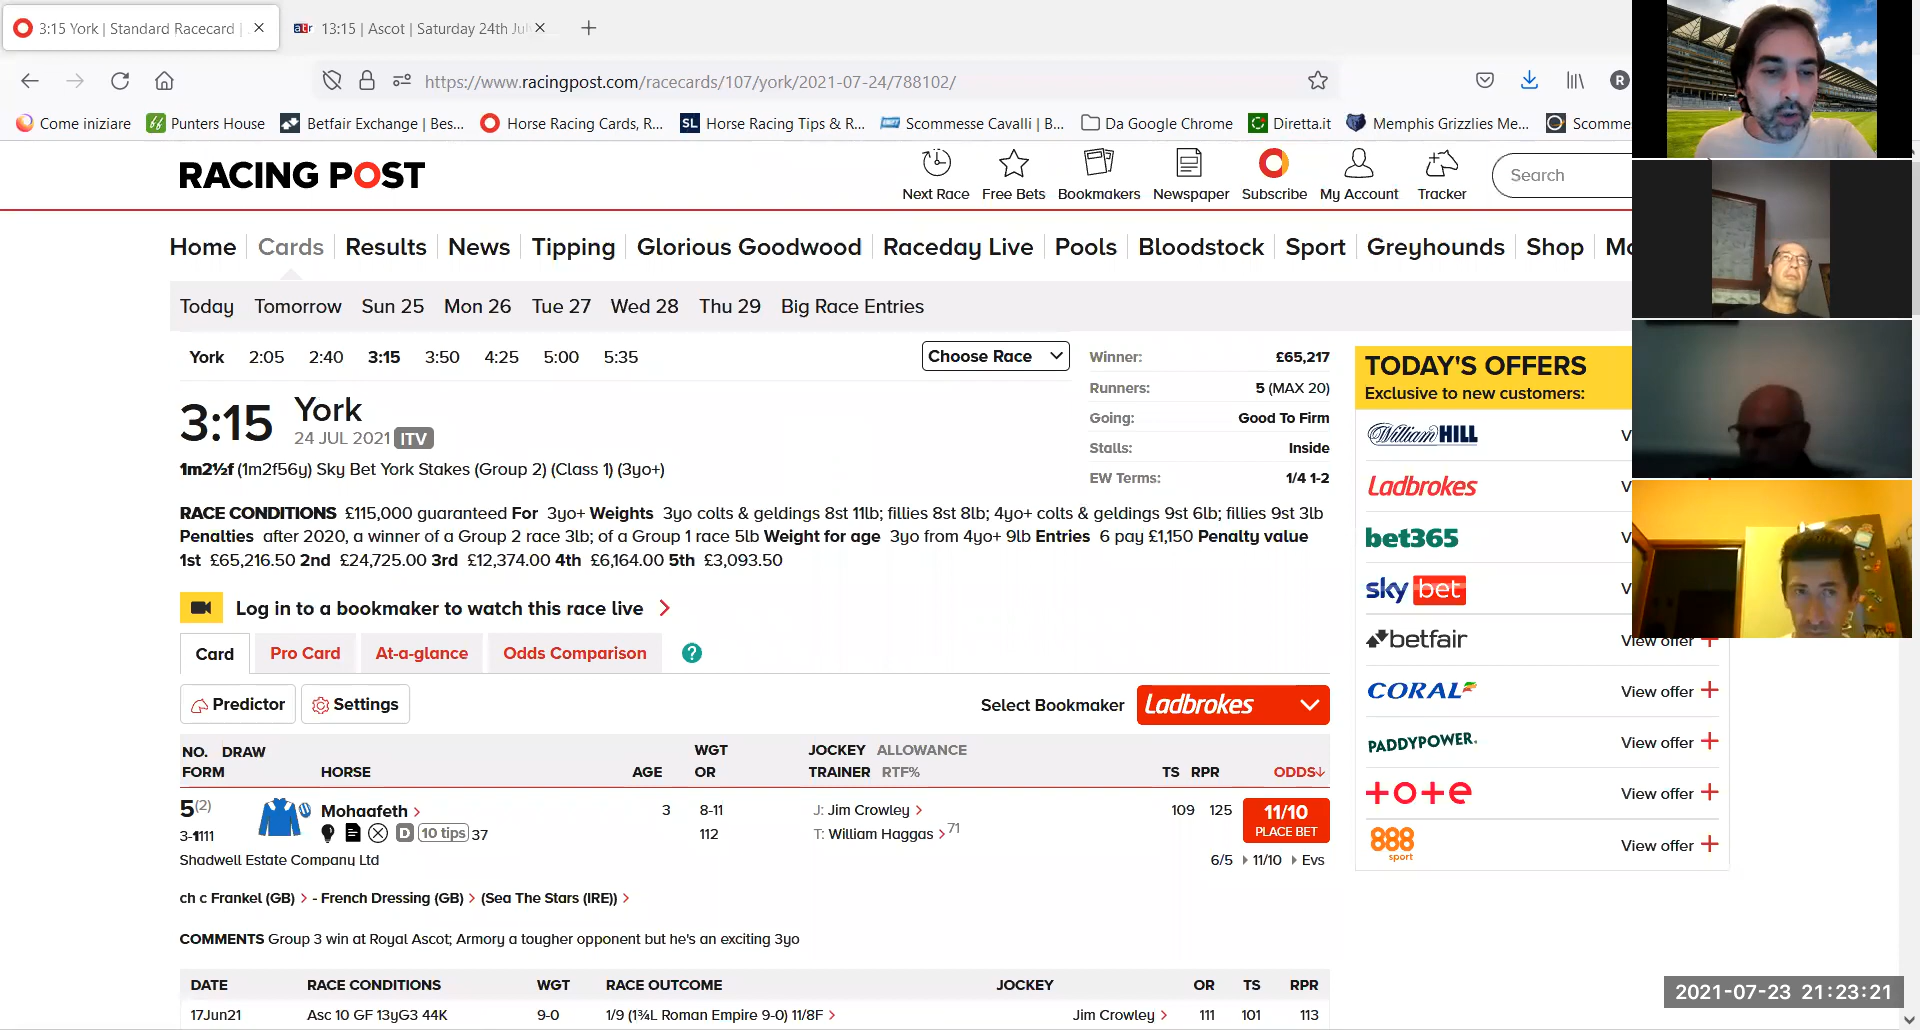 3:15 York | Standard Racecard |
atr 13:15 | Ascot | Saturday 24th Ju
https://www.racingpost.com/racecards/107/york/2021-07-24/788102/
R
Come iniziare Punters House Betfair Exchange | Bes... Horse Racing Cards, R... SL Horse Racing Tips & R... Scommesse Cavalli | B... Da Google Chrome Diretta.it Memphis Grizzlies Me... Scomme
RACING POST
Next Race Free Bets Bookmakers Newspaper Subscribe My Account Tracker Search
Home Cards Results News Tipping Glorious Goodwood Raceday Live Pools Bloodstock Sport Greyhounds Shop Mo
Today Tomorrow Sun 25 Mon 26 Tue 27 Wed 28 Thu 29 Big Race Entries
York 2:05 2:40 3:15 3:50 4:25 5:00 5:35 Choose Race
3:15 York
24 JUL 2021 ITV
1m2½f (1m2f56y) Sky Bet York Stakes (Group 2) (Class 1) (3yo+)
Winner: £65,217
Runners: 5 (MAX 20)
Going: Good To Firm
Stalls: Inside
EW Terms: 1/4 1-2
RACE CONDITIONS £115,000 guaranteed For 3yo+ Weights 3yo colts & geldings 8st 11lb; fillies 8st 8lb; 4yo+ colts & geldings 9st 6lb; fillies 9st 3lb
Penalties after 2020, a winner of a Group 2 race 3lb; of a Group 1 race 5lb Weight for age 3yo from 4yo+ 9lb Entries 6 pay £1,150 Penalty value
1st £65,216.50 2nd £24,725.00 3rd £12,374.00 4th £6,164.00 5th £3,093.50
Log in to a bookmaker to watch this race live
Card Pro Card At-a-glance Odds Comparison ?
Predictor Settings Select Bookmaker Ladbrokes
NO. DRAW WGT JOCKEY ALLOWANCE
FORM HORSE AGE OR TRAINER RTF% TS RPR ODDS↓
5(2) Mohaafeth 3 8-11 J: Jim Crowley 109 125 11/10
3-1111 D 10 tips 37 112 T: William Haggas 71 PLACE BET
Shadwell Estate Company Ltd 6/5 11/10 Evs
ch c Frankel (GB) - French Dressing (GB) (Sea The Stars (IRE))
COMMENTS Group 3 win at Royal Ascot; Armory a tougher opponent but he's an exciting 3yo
DATE RACE CONDITIONS WGT RACE OUTCOME JOCKEY OR TS RPR
17Jun21 Asc 10 GF 13yG3 44K 9-0 1/9 (1¾L Roman Empire 9-0) 11/8F Jim Crowley 111 101 113
TODAY'S OFFERS
Exclusive to new customers:
William HILL V
Ladbrokes V
bet365 V
sky bet V
betfair View offer +
CORAL View offer +
PADDYPOWER. View offer +
tote View offer +
888 sport View offer +
2021-07-23 21:23:21